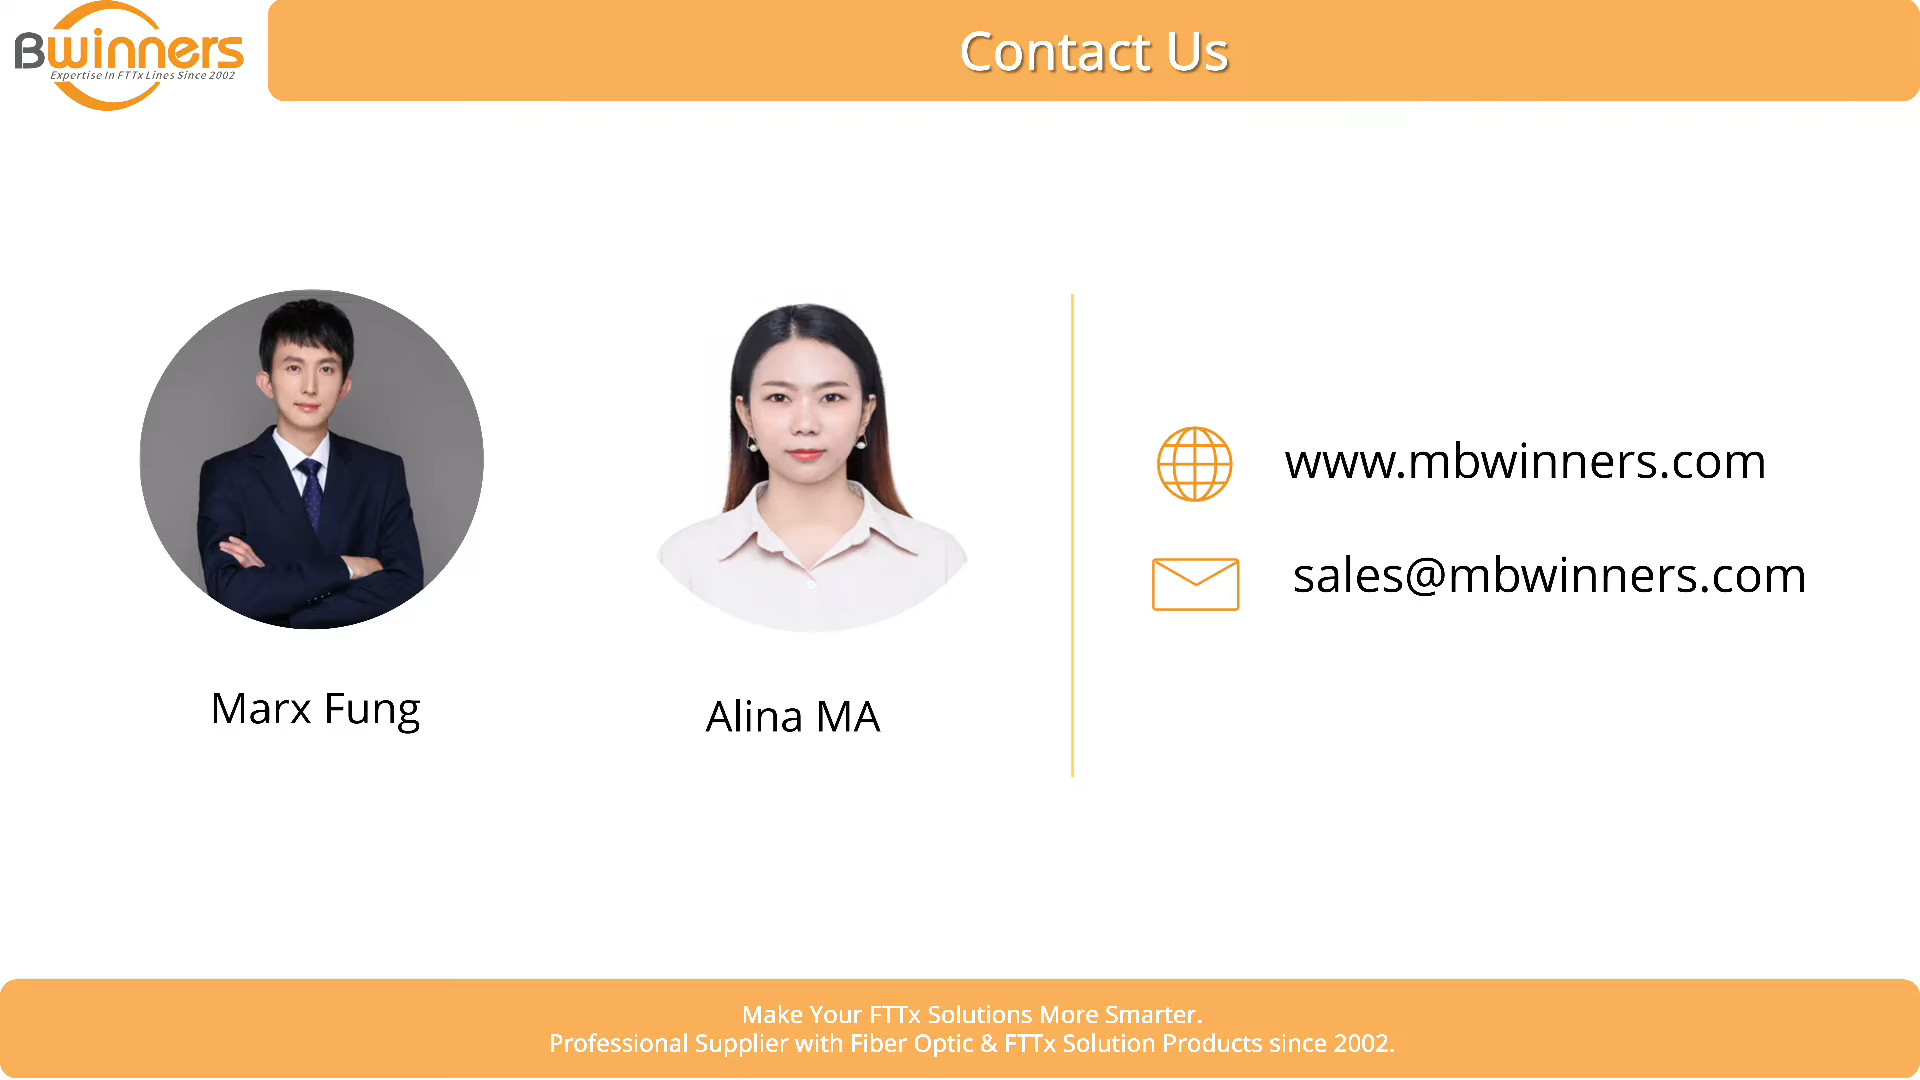 Bwinners
Expertise In FTTx Lines Since 2002
Contact Us
www.mbwinners.com
sales@mbwinners.com
Marx Fung
Alina MA
Make Your FTTx Solutions More Smarter.
Professional Supplier with Fiber Optic & FTTx Solution Products since 2002.